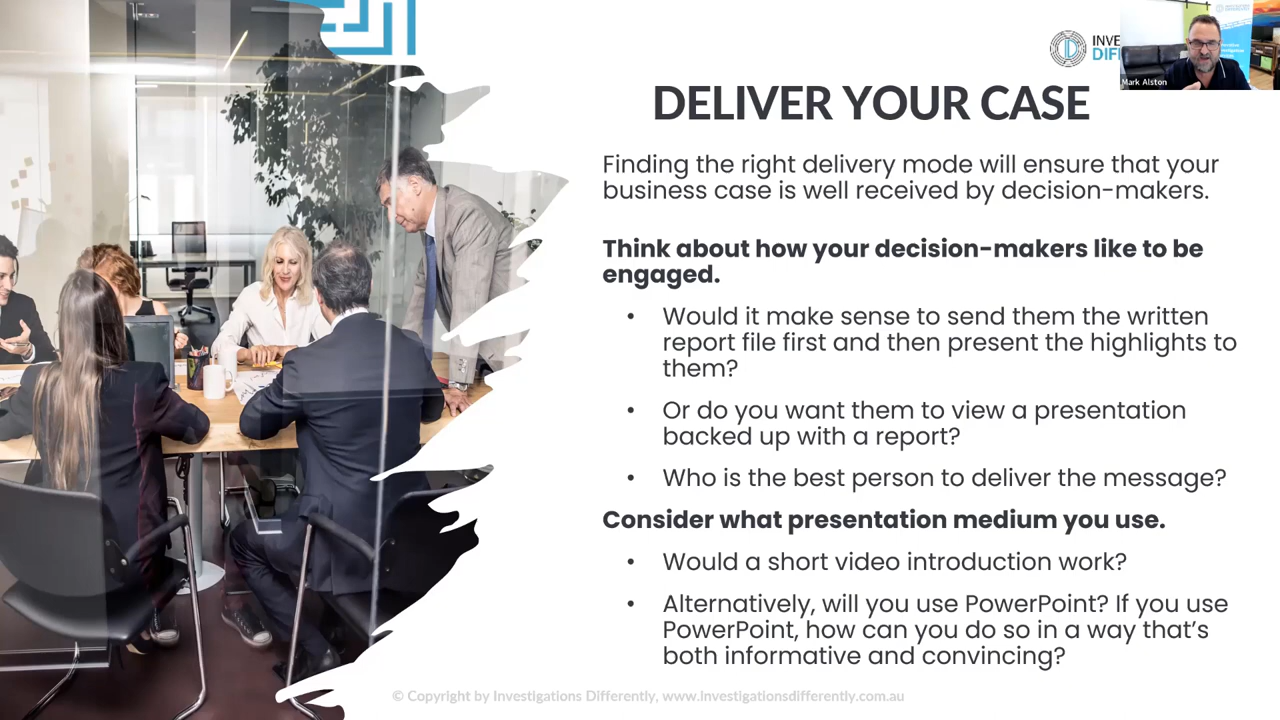 INVE
DIF
Mark Alston
DELIVER YOUR CASE
Finding the right delivery mode will ensure that your
business case is well received by decision-makers.
Think about how your decision-makers like to be
engaged.
• Would it make sense to send them the written
report file first and then present the highlights to
them?
• Or do you want them to view a presentation
backed up with a report?
• Who is the best person to deliver the message?
Consider what presentation medium you use.
• Would a short video introduction work?
• Alternatively, will you use PowerPoint? If you use
PowerPoint, how can you do so in a way that's
both informative and convincing?
© Copyright by Investigations Differently, www.investigationsdifferently.com.au